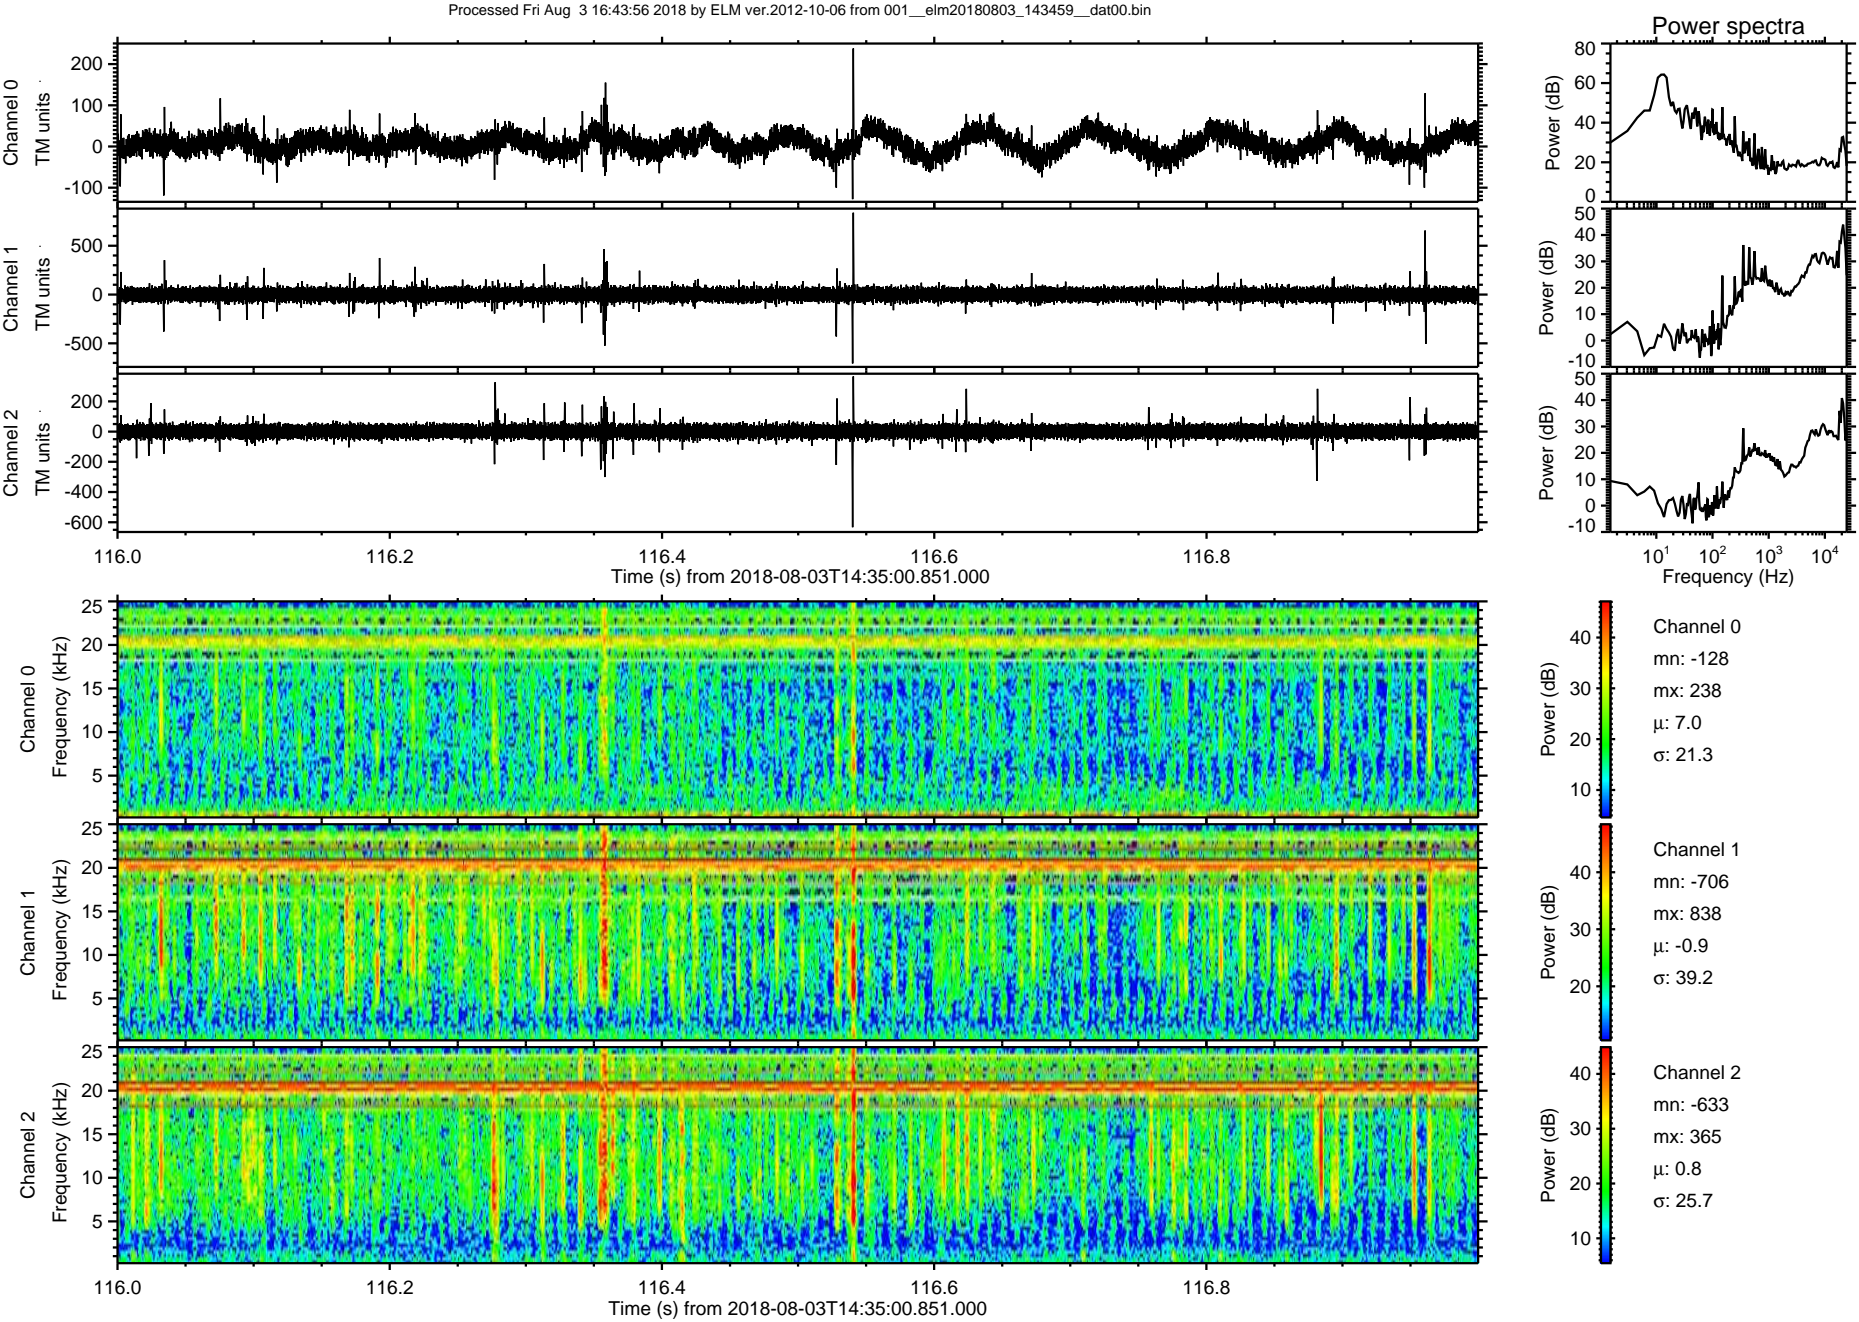 Processed Fri Aug  3 16:43:56 2018 by ELM ver.2012-10-06 from 001__elm20180803_143459__dat00.bin
Power spectra
Channel 0
TM units
200
100
0
-100
Power (dB)
80
60
40
20
0
Channel 1
TM units
500
0
-500
Power (dB)
50
40
30
20
10
0
-10
Channel 2
TM units
200
0
-200
-400
-600
Power (dB)
50
40
30
20
10
0
-10
116.0 116.2 116.4 116.6 116.8
Time (s) from 2018-08-03T14:35:00.851.000
10¹ 10² 10³ 10⁴
Frequency (Hz)
Channel 0
Frequency (kHz)
25
20
15
10
5
Power (dB)
40
30
20
10
Channel 0
mn: -128
mx: 238
μ: 7.0
σ: 21.3
Channel 1
Frequency (kHz)
25
20
15
10
5
Power (dB)
40
30
20
Channel 1
mn: -706
mx: 838
μ: -0.9
σ: 39.2
Channel 2
Frequency (kHz)
25
20
15
10
5
Power (dB)
40
30
20
10
Channel 2
mn: -633
mx: 365
μ: 0.8
σ: 25.7
116.0 116.2 116.4 116.6 116.8
Time (s) from 2018-08-03T14:35:00.851.000